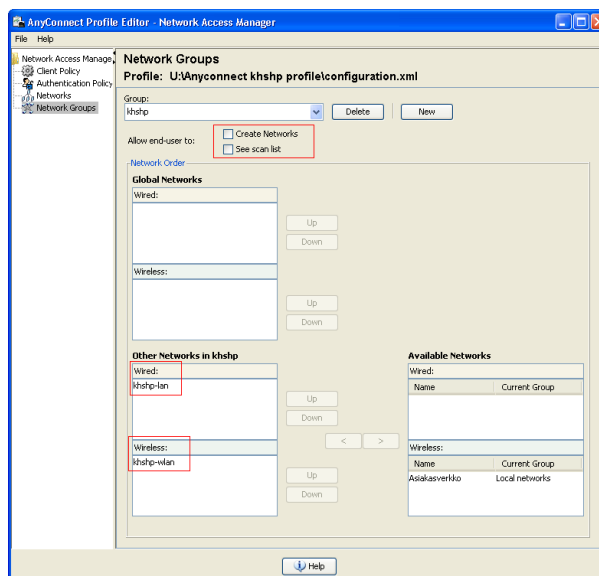 AnyConnect Profile Editor - Network Access Manager
File Help
Network Access Manage
Client Policy
Authentication Policy
Networks
Network Groups
Network Groups
Profile: U:\Anyconnect khshp profile\configuration.xml
Group:
khshp
Delete
New
Allow end-user to:
Create Networks
See scan list
Network Order
Global Networks
Wired:
Up
Down
Wireless:
Up
Down
Other Networks in khshp
Wired:
khshp-lan
Up
Down
< >
Wireless:
khshp-wlan
Up
Down
Available Networks
Wired:
Name Current Group
Wireless:
Name Current Group
Asiakasverkko Local networks
Help